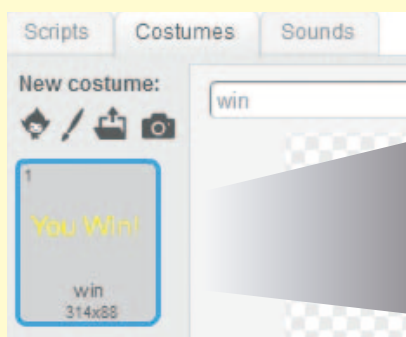 Scripts Costumes Sounds
New costume:
win
1
You Win!
win
314x88